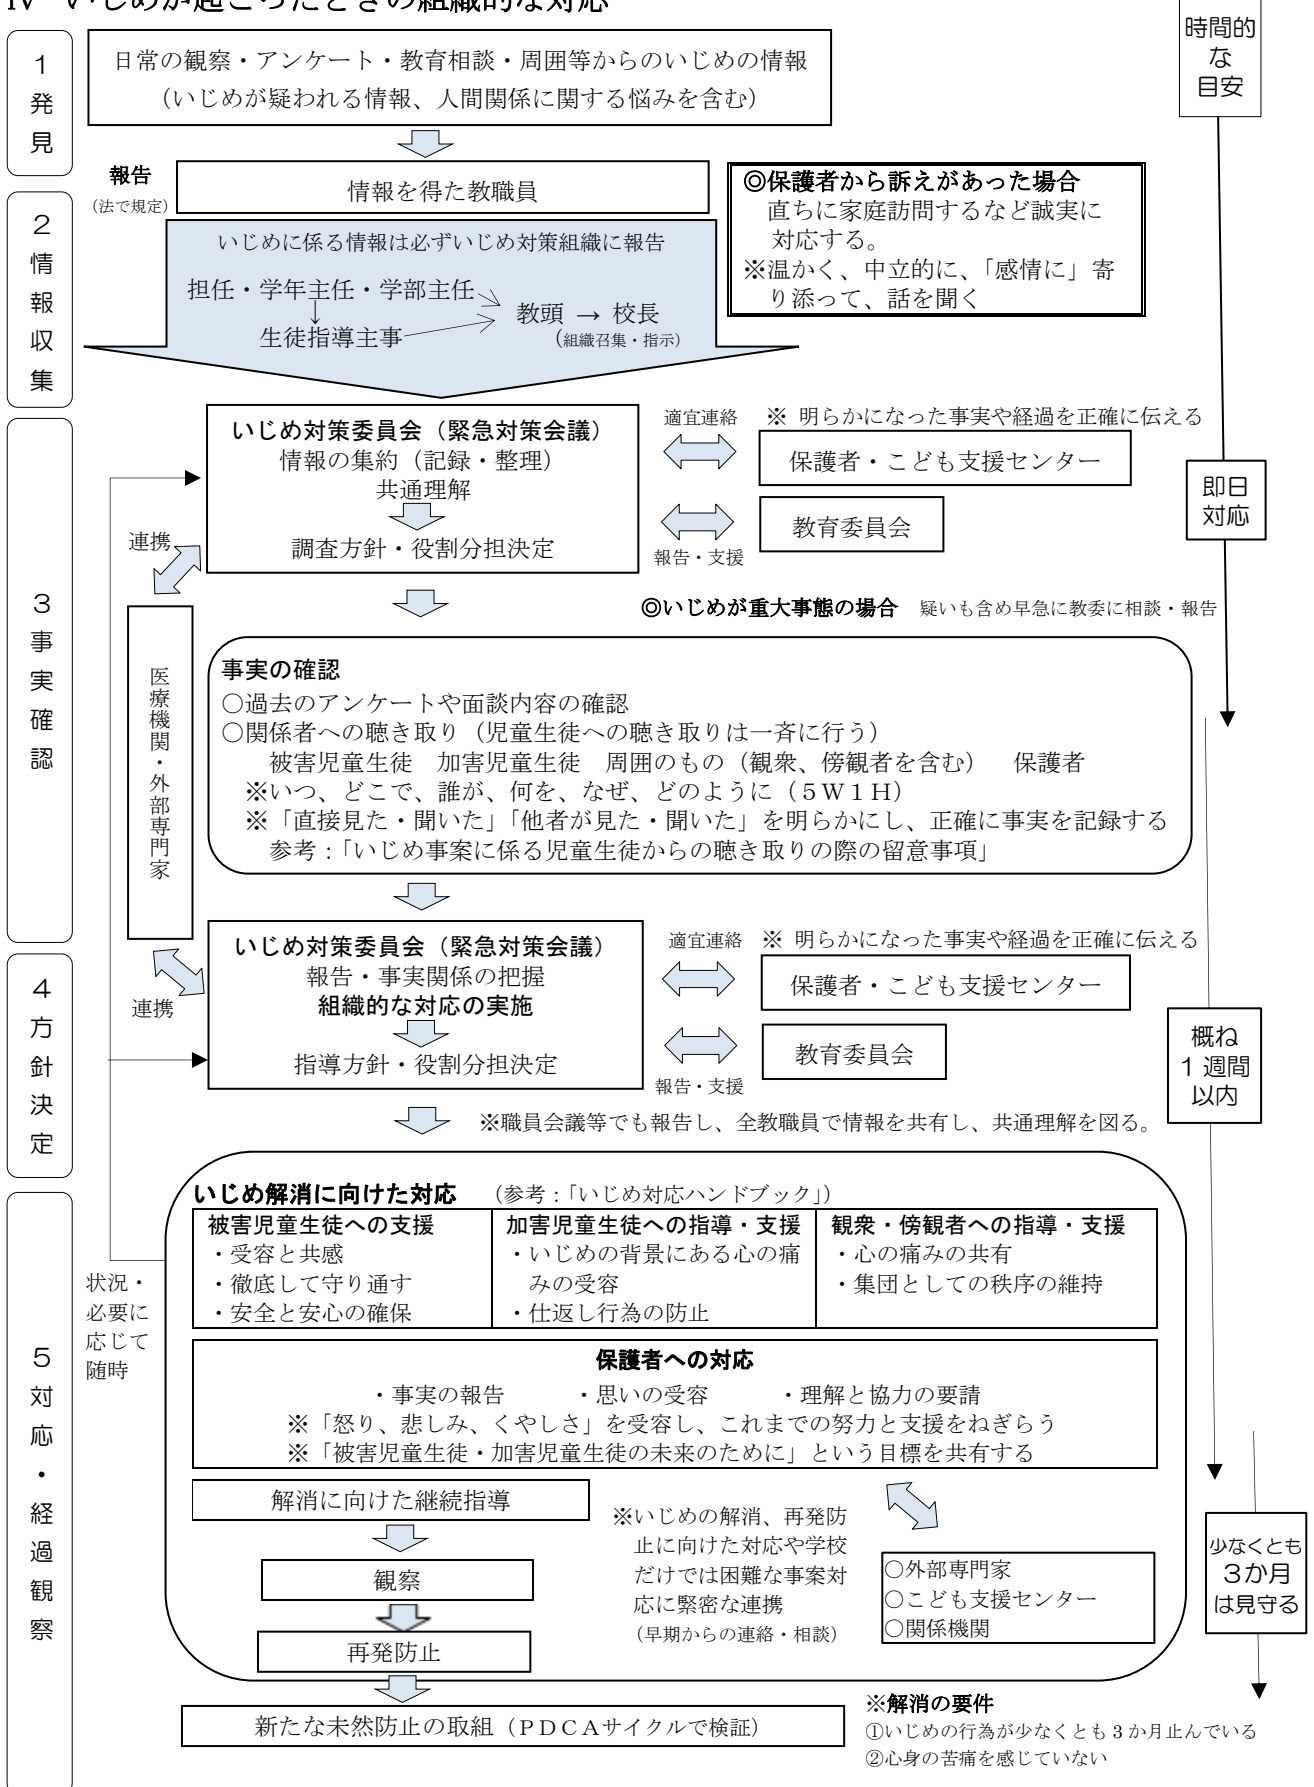 Ⅳ いじめが起こったときの組織的な対応
時間的
な
目安
1
発
見
日常の観察・アンケート・教育相談・周囲等からのいじめの情報
(いじめが疑われる情報、人間関係に関する悩みを含む)
報告
(法で規定)
情報を得た教職員
◎保護者から訴えがあった場合
直ちに家庭訪問するなど誠実に
対応する。
※温かく、中立的に、「感情に」寄
り添って、話を聞く
2
情
報
収
集
いじめに係る情報は必ずいじめ対策組織に報告
担任・学年主任・学部主任
↓
生徒指導主事
教頭 → 校長
(組織召集・指示)
いじめ対策委員会(緊急対策会議)
情報の集約(記録・整理)
共通理解
調査方針・役割分担決定
適宜連絡 ※ 明らかになった事実や経過を正確に伝える
保護者・こども支援センター
教育委員会
報告・支援
即日
対応
連携
◎いじめが重大事態の場合 疑いも含め早急に教委に相談・報告
3
事
実
確
認
医療機関・外部専門家
事実の確認
○過去のアンケートや面談内容の確認
○関係者への聴き取り(児童生徒への聴き取りは一斉に行う)
被害児童生徒 加害児童生徒 周囲のもの(観衆、傍観者を含む) 保護者
※いつ、どこで、誰が、何を、なぜ、どのように(5W1H)
※「直接見た・聞いた」「他者が見た・聞いた」を明らかにし、正確に事実を記録する
参考:「いじめ事案に係る児童生徒からの聴き取りの際の留意事項」
4
方
針
決
定
連携
いじめ対策委員会(緊急対策会議)
報告・事実関係の把握
組織的な対応の実施
指導方針・役割分担決定
適宜連絡 ※ 明らかになった事実や経過を正確に伝える
保護者・こども支援センター
教育委員会
報告・支援
概ね
1 週間
以内
※職員会議等でも報告し、全教職員で情報を共有し、共通理解を図る。
5
対
応
・
経
過
観
察
状況・
必要に
応じて
随時
いじめ解消に向けた対応 (参考:「いじめ対応ハンドブック」)
被害児童生徒への支援
・受容と共感
・徹底して守り通す
・安全と安心の確保
加害児童生徒への指導・支援
・いじめの背景にある心の痛
みの受容
・仕返し行為の防止
観衆・傍観者への指導・支援
・心の痛みの共有
・集団としての秩序の維持
保護者への対応
・事実の報告 ・思いの受容 ・理解と協力の要請
※「怒り、悲しみ、くやしさ」を受容し、これまでの努力と支援をねぎらう
※「被害児童生徒・加害児童生徒の未来のために」という目標を共有する
解消に向けた継続指導
観察
再発防止
※いじめの解消、再発防
止に向けた対応や学校
だけでは困難な事案対
応に緊密な連携
(早期からの連絡・相談)
○外部専門家
○こども支援センター
○関係機関
少なくとも
3か月
は見守る
新たな未然防止の取組(PDCAサイクルで検証)
※解消の要件
①いじめの行為が少なくとも 3 か月止んでいる
②心身の苦痛を感じていない